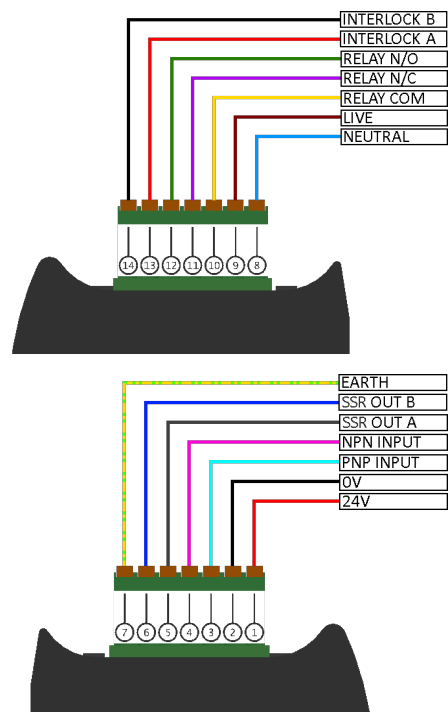 INTERLOCK B
INTERLOCK A
RELAY N/O
RELAY N/C
RELAY COM
LIVE
NEUTRAL
14 13 12 11 10 9 8
EARTH
SSR OUT B
SSR OUT A
NPN INPUT
PNP INPUT
0V
24V
7 6 5 4 3 2 1